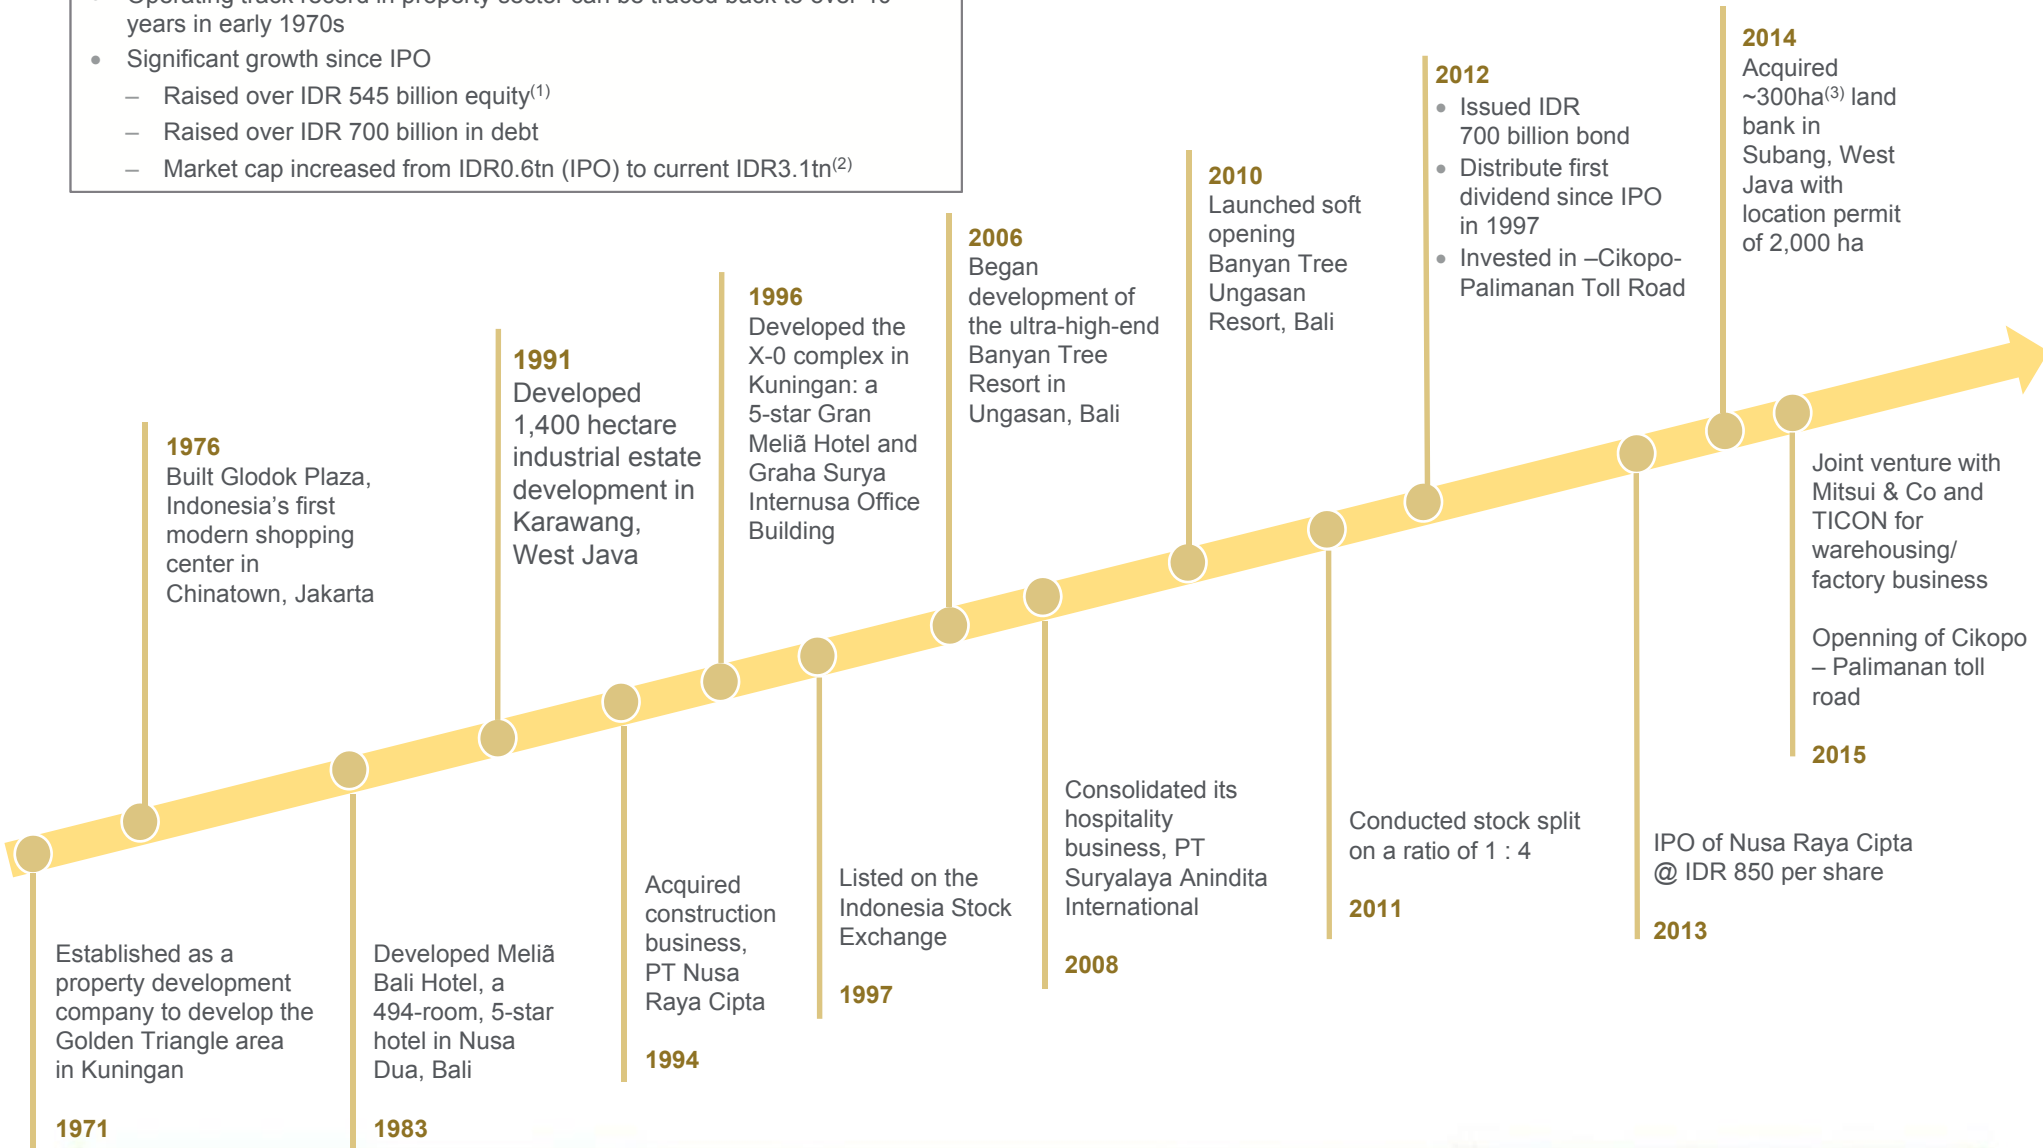 years in early 1970s
• Significant growth since IPO
– Raised over IDR 545 billion equity(1)
– Raised over IDR 700 billion in debt
– Market cap increased from IDR0.6tn (IPO) to current IDR3.1tn(2)
1971
Established as a
property development
company to develop the
Golden Triangle area
in Kuningan
1976
Built Glodok Plaza,
Indonesia’s first
modern shopping
center in
Chinatown, Jakarta
1983
Developed Meliã
Bali Hotel, a
494-room, 5-star
hotel in Nusa
Dua, Bali
1991
Developed
1,400 hectare
industrial estate
development in
Karawang,
West Java
Acquired
construction
business,
PT Nusa
Raya Cipta
1994
1996
Developed the
X-0 complex in
Kuningan: a
5-star Gran
Meliã Hotel and
Graha Surya
Internusa Office
Building
Listed on the
Indonesia Stock
Exchange
1997
2006
Began
development of
the ultra-high-end
Banyan Tree
Resort in
Ungasan, Bali
Consolidated its
hospitality
business, PT
Suryalaya Anindita
International
2008
2010
Launched soft
opening
Banyan Tree
Ungasan
Resort, Bali
Conducted stock split
on a ratio of 1 : 4
2011
2012
• Issued IDR
700 billion bond
• Distribute first
dividend since IPO
in 1997
• Invested in –Cikopo-
Palimanan Toll Road
IPO of Nusa Raya Cipta
@ IDR 850 per share
2013
2014
Acquired
~300ha(3) land
bank in
Subang, West
Java with
location permit
of 2,000 ha
Joint venture with
Mitsui & Co and
TICON for
warehousing/
factory business
Openning of Cikopo
– Palimanan toll
road
2015